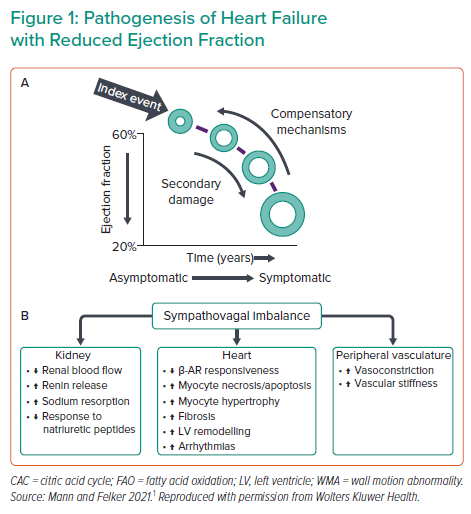 Figure 1: Pathogenesis of Heart Failure
with Reduced Ejection Fraction
A
Index event
Compensatory
mechanisms
60%
Ejection fraction
Secondary
damage
20%
Time (years)
Asymptomatic
Symptomatic
B
Sympathovagal imbalance
Kidney
• ↓ Renal blood flow
• ↑ Renin release
• ↑ Sodium resorption
• ↓ Response to
natriuretic peptides
Heart
• ↓ β-AR responsiveness
• ↑ Myocyte necrosis/apoptosis
• ↑ Myocyte hypertrophy
• ↑ Fibrosis
• ↑ LV remodelling
• ↑ Arrhythmias
Peripheral vasculature
• ↑ Vasoconstriction
• ↑ Vascular stiffness
CAC = citric acid cycle; FAO = fatty acid oxidation; LV, left ventricle; WMA = wall motion abnormality.
Source: Mann and Felker 2021.¹ Reproduced with permission from Wolters Kluwer Health.